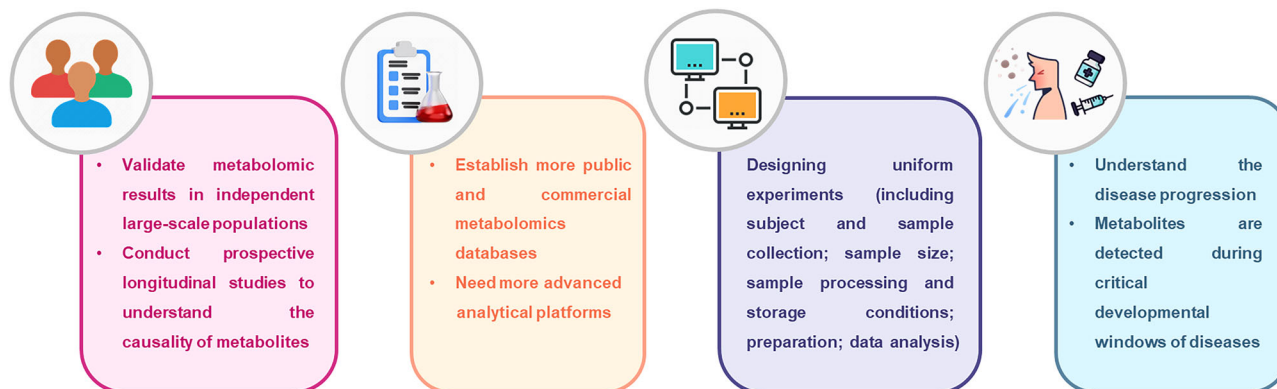 • Validate metabolomic
results in independent
large-scale populations
• Conduct prospective
longitudinal studies to
understand the
causality of metabolites
• Establish more public
and commercial
metabolomics
databases
• Need more advanced
analytical platforms
Designing uniform
experiments (including
subject and sample
collection; sample size;
sample processing and
storage conditions;
preparation; data analysis)
• Understand the
disease progression
• Metabolites are
detected during
critical
developmental
windows of diseases